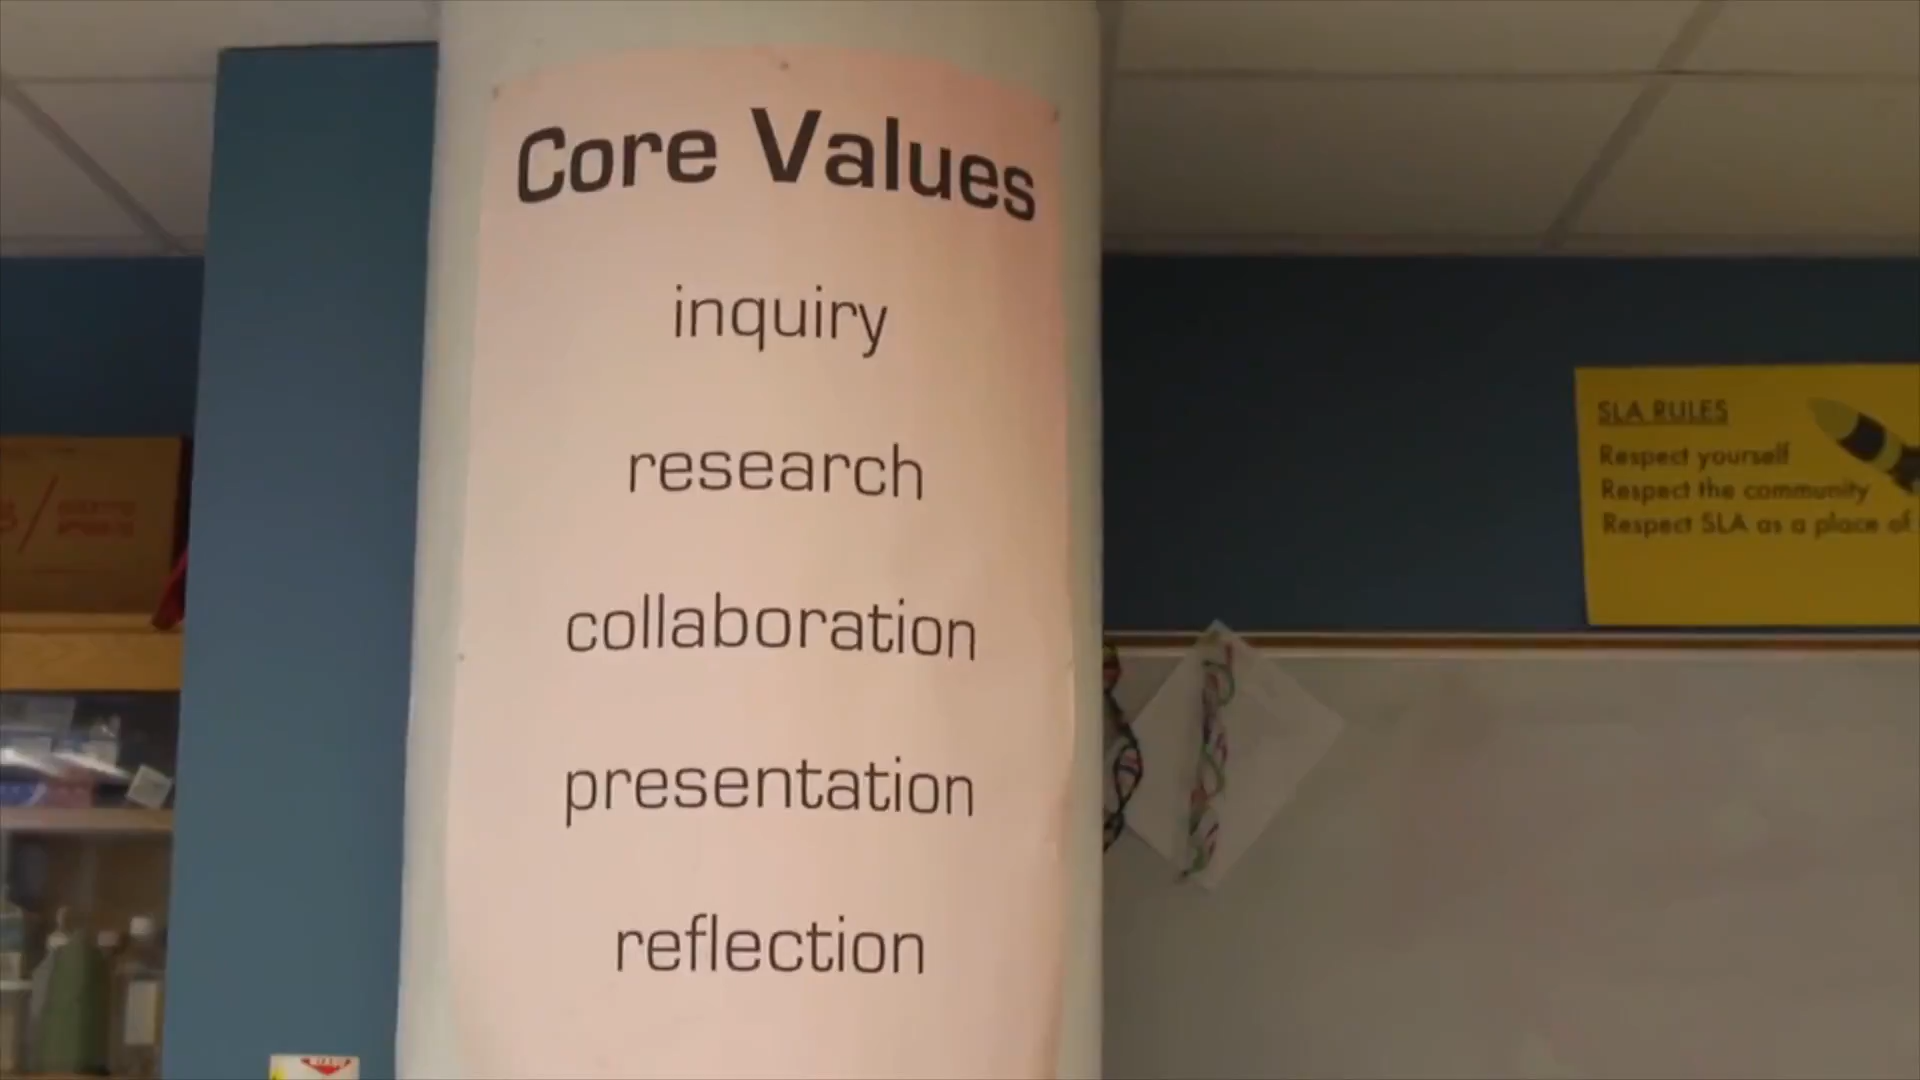 Core Values
inquiry
research
collaboration
presentation
reflection
SLA RULES
Respect yourself
Respect the community
Respect SLA as a place of